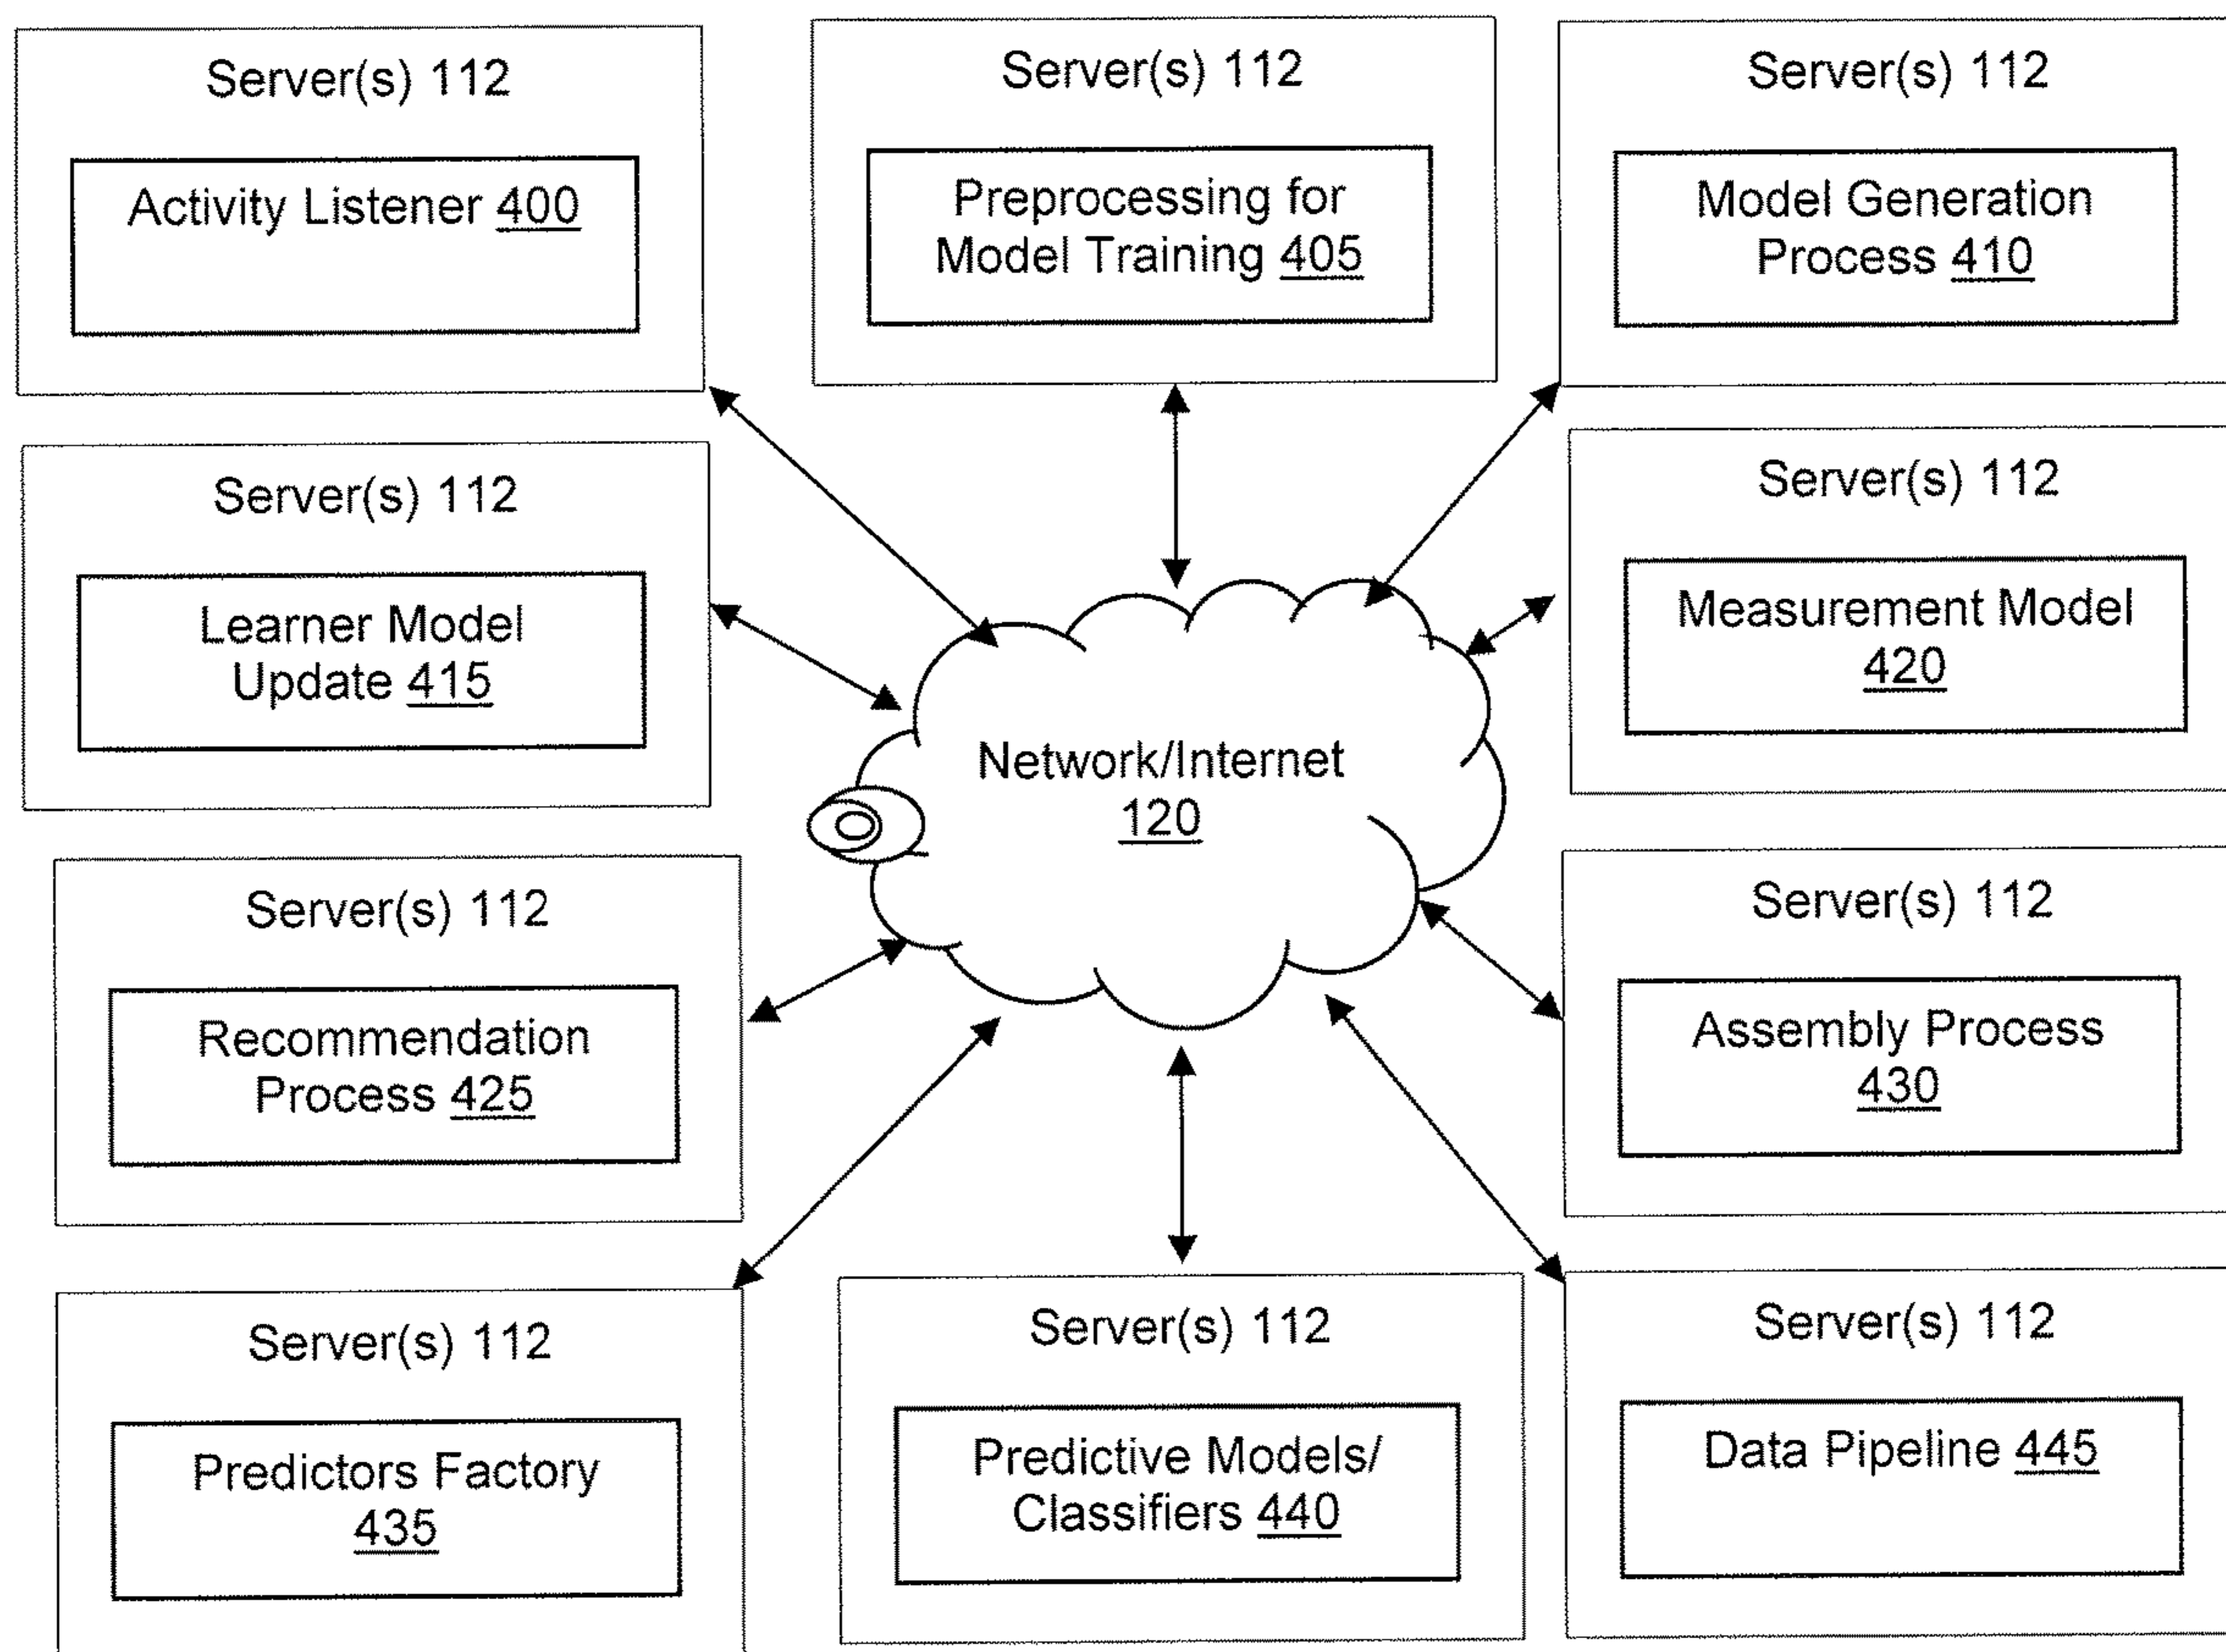 Server(s) 112
Activity Listener 400
Server(s) 112
Preprocessing for
Model Training 405
Server(s) 112
Model Generation
Process 410
Server(s) 112
Learner Model
Update 415
Server(s) 112
Measurement Model
420
Network/Internet
120
Server(s) 112
Recommendation
Process 425
Server(s) 112
Assembly Process
430
Server(s) 112
Predictors Factory
435
Server(s) 112
Predictive Models/
Classifiers 440
Server(s) 112
Data Pipeline 445